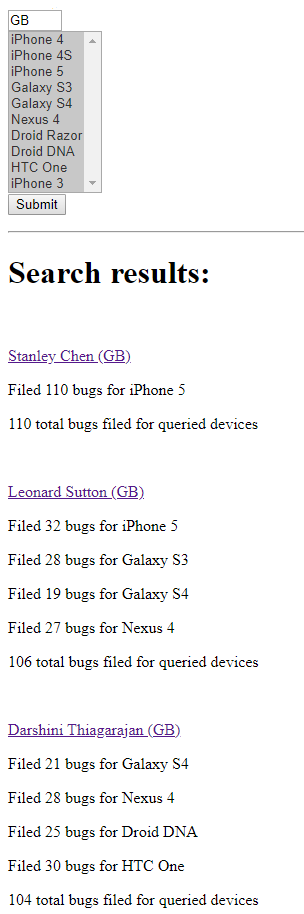 GB
iPhone 4
iPhone 4S
iPhone 5
Galaxy S3
Galaxy S4
Nexus 4
Droid Razor
Droid DNA
HTC One
iPhone 3
Submit
Search results:
Stanley Chen (GB)
Filed 110 bugs for iPhone 5
110 total bugs filed for queried devices
Leonard Sutton (GB)
Filed 32 bugs for iPhone 5
Filed 28 bugs for Galaxy S3
Filed 19 bugs for Galaxy S4
Filed 27 bugs for Nexus 4
106 total bugs filed for queried devices
Darshini Thiagarajan (GB)
Filed 21 bugs for Galaxy S4
Filed 28 bugs for Nexus 4
Filed 25 bugs for Droid DNA
Filed 30 bugs for HTC One
104 total bugs filed for queried devices